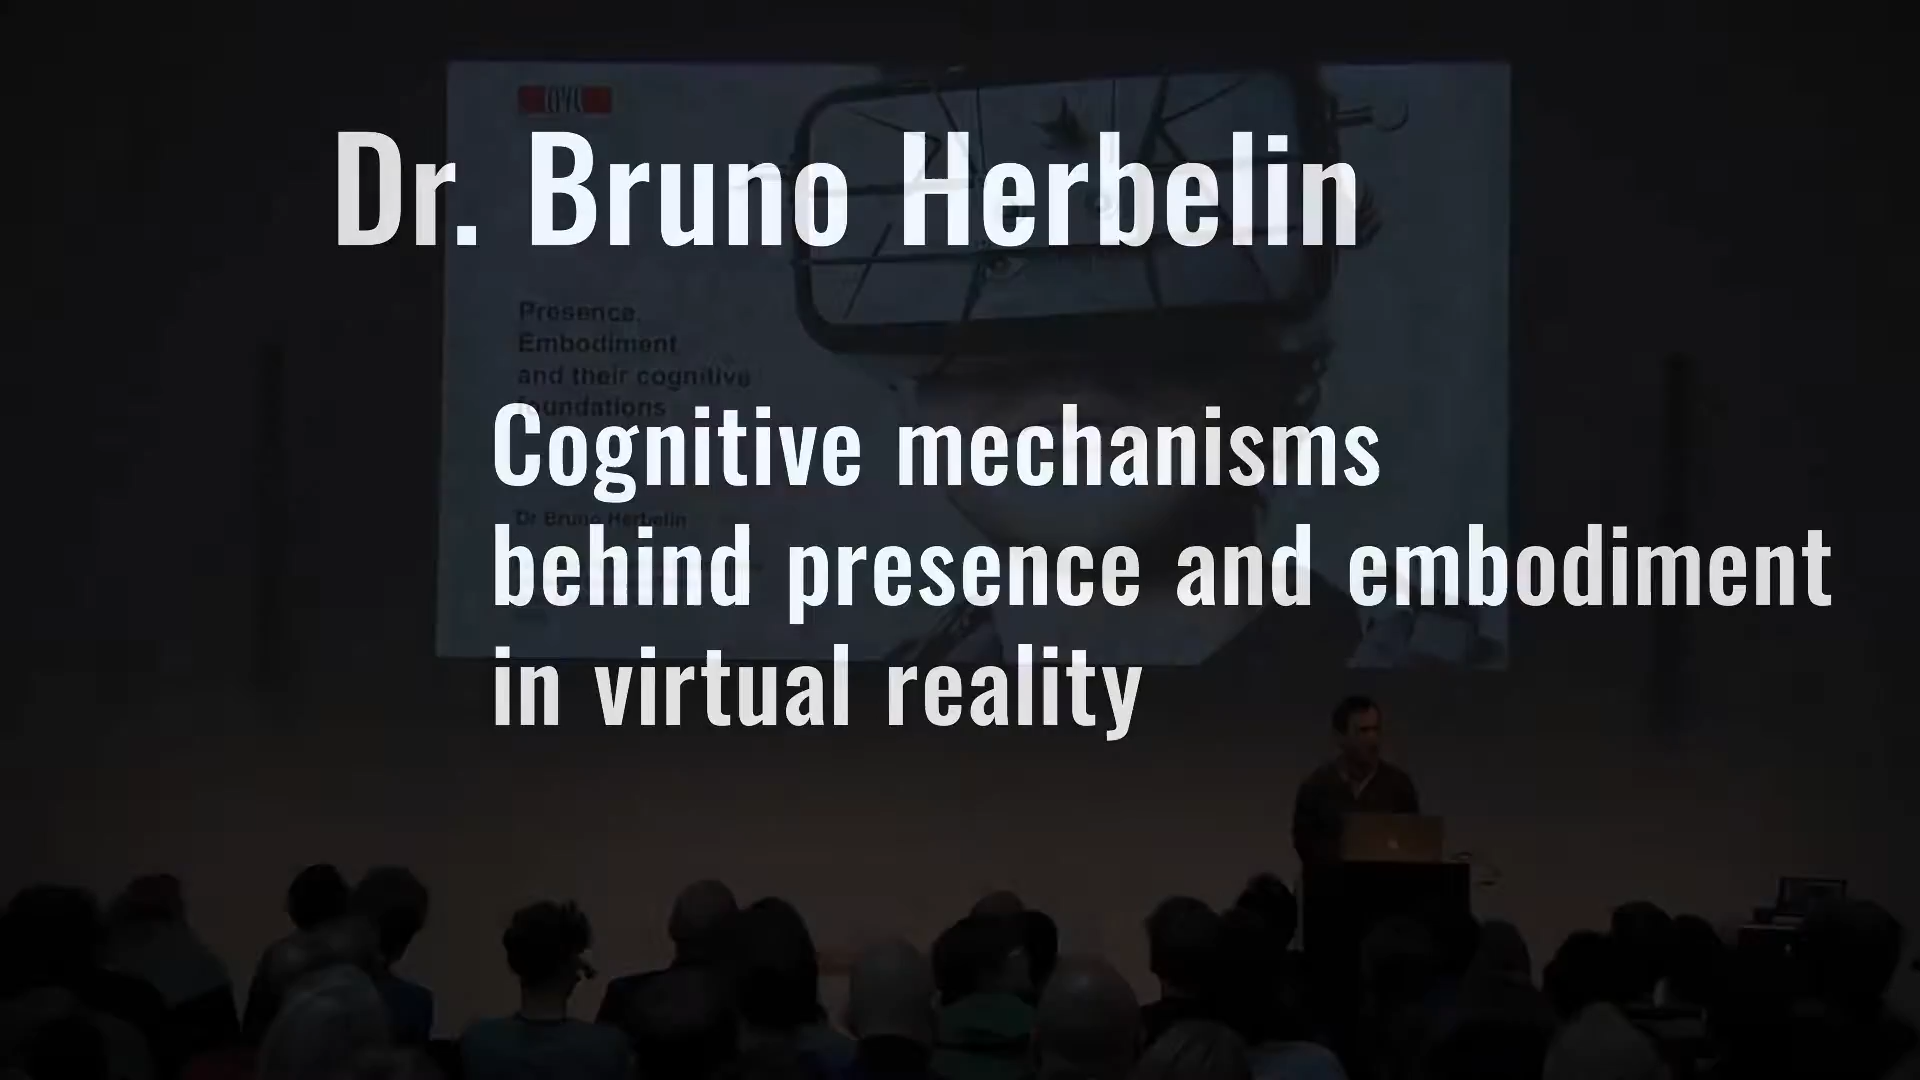 Dr. Bruno Herbelin
Presence,
Embodiment
and their cognitive
foundations
Cognitive mechanisms
behind presence and embodiment
in virtual reality
Dr Bruno Herbelin